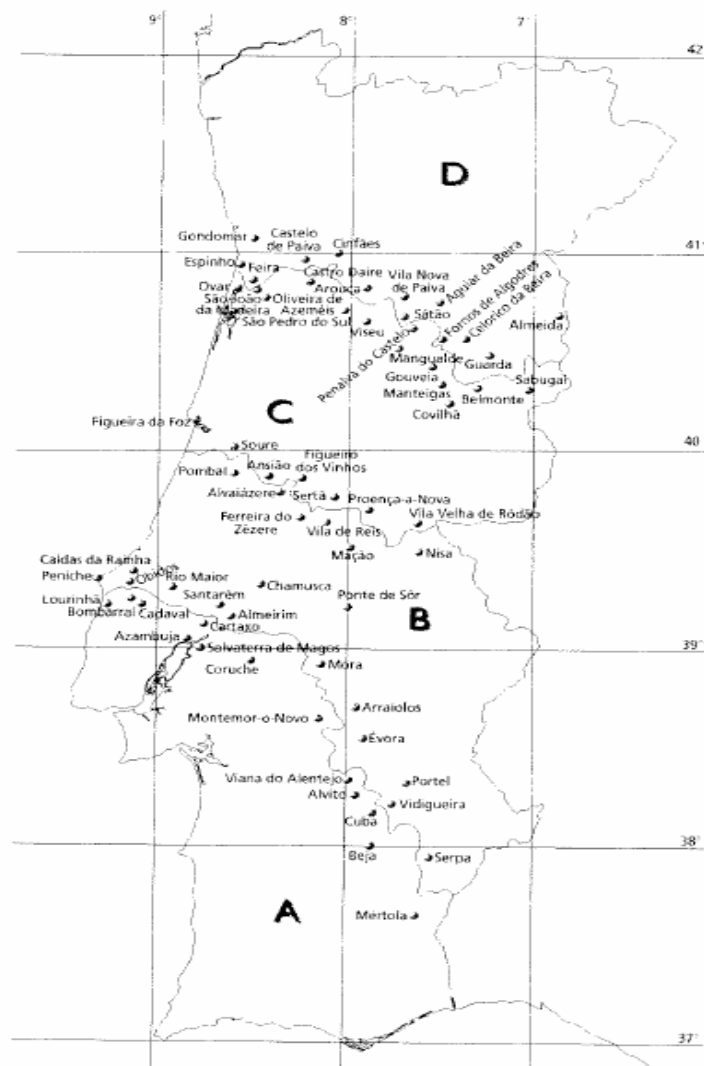 9°
8°
7°
42°
D
Gondomar
Castelo
de Paiva
Cinfães
41°
Espinho
Feira
Castro Daire
Vila Nova
de Paiva
Aguiar da Beira
Fornos de Algodres
Celorico da Beira
Ovar
Arouca
São João
da Madeira
Oliveira de
Azeméis
Sátão
Almeida
São Pedro do Sul
Viseu
Penalva do Castelo
Mangualde
Guarda
Gouveia
Sabugal
Manteigas
Belmonte
C
Covilhã
Figueira da Foz
Soure
40°
Figueiro
dos Vinhos
Pombal
Ansião
Alvaiázere
Sertã
Proença-a-Nova
Ferreira do
Zêzere
Vila de Reis
Vila Velha de Ródão
Mação
Nisa
Caldas da Rainha
Peniche
Óbidos
Rio Maior
Chamusca
Lourinhã
Santarém
Ponte de Sôr
Bombarral
Cadaval
Almeirim
B
Cartaxo
Azambuja
Salvaterra de Magos
39°
Coruche
Mora
Arraiolos
Montemor-o-Novo
Évora
Viana do Alentejo
Portel
Alvito
Vidigueira
Cuba
38°
Beja
Serpa
A
Mértola
37°